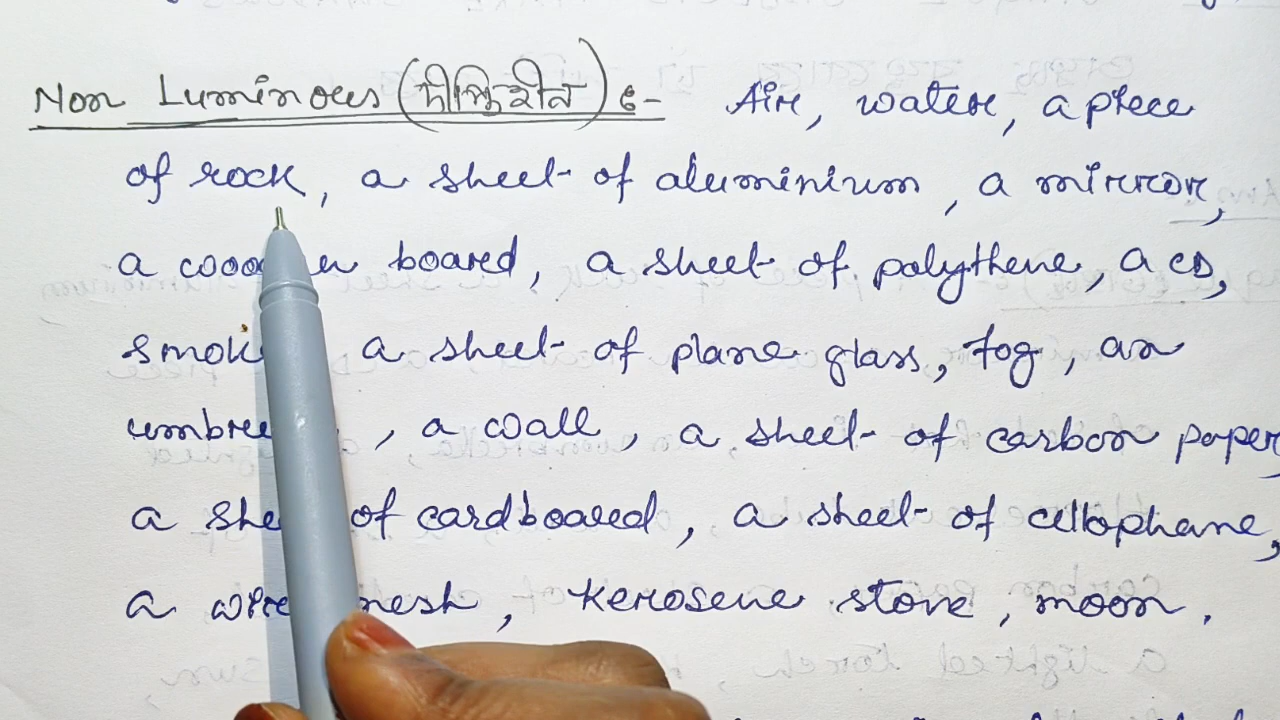 Non Luminous (দীপ্তিহীন) ঃ- Air, water, a piece
of rock, a sheet of aluminium, a mirror,
a board, a sheet of polythene, a CD,
a sheet of plane glass, fog, an
, a wall, a sheet of carbon paper,
a of cardboard, a sheet of cellophane,
a mesh, Kerosene stove, moon.